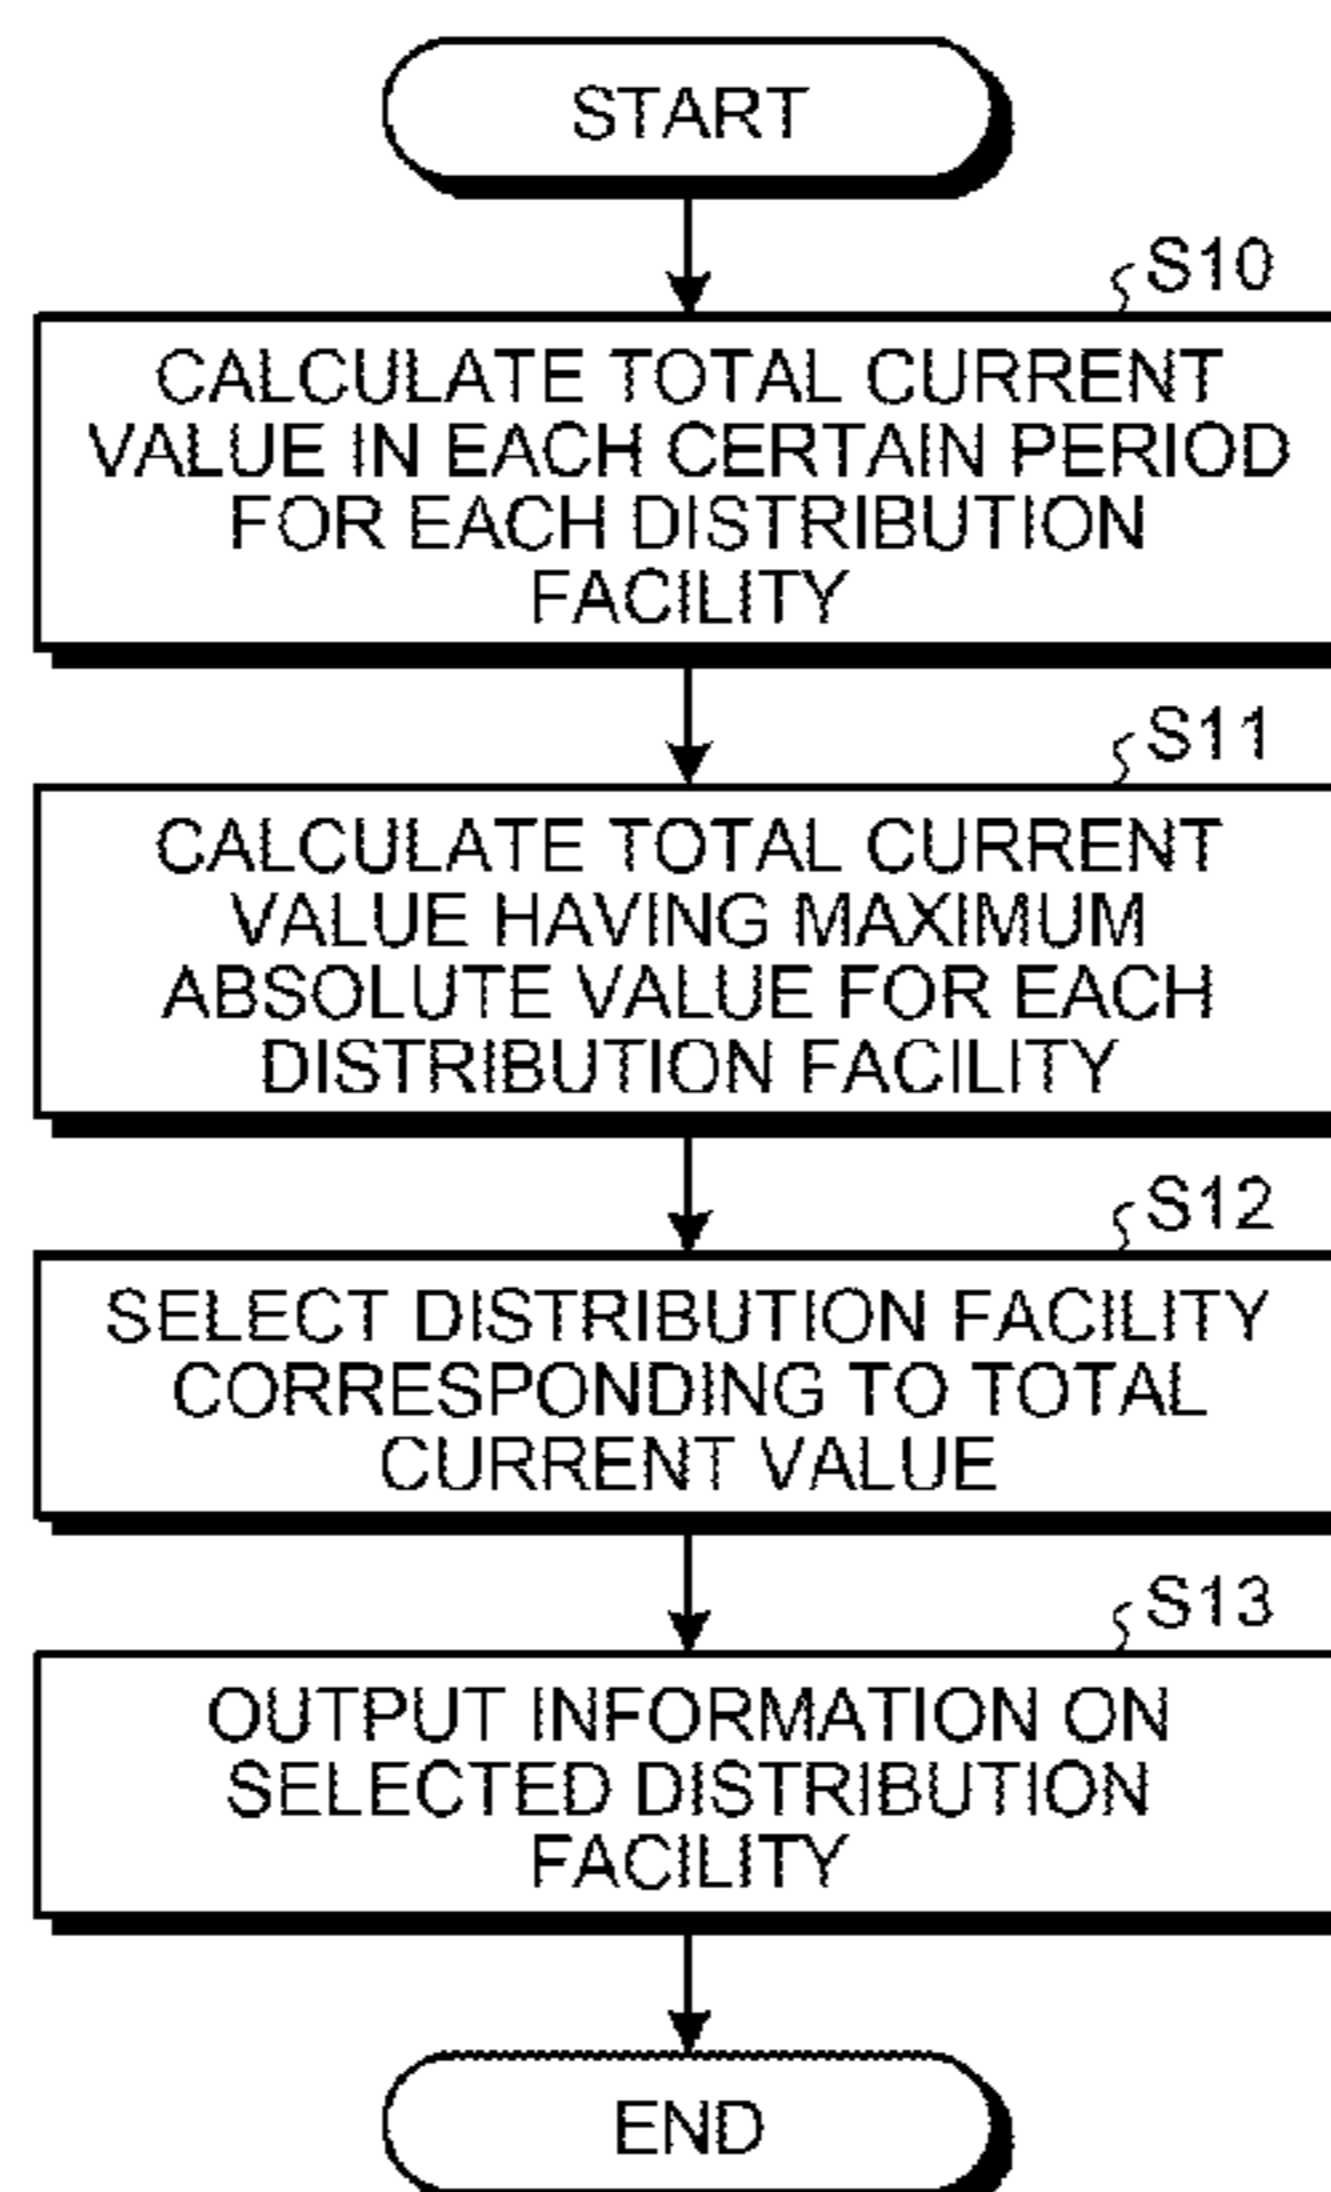 START
S10
CALCULATE TOTAL CURRENT
VALUE IN EACH CERTAIN PERIOD
FOR EACH DISTRIBUTION
FACILITY
S11
CALCULATE TOTAL CURRENT
VALUE HAVING MAXIMUM
ABSOLUTE VALUE FOR EACH
DISTRIBUTION FACILITY
S12
SELECT DISTRIBUTION FACILITY
CORRESPONDING TO TOTAL
CURRENT VALUE
S13
OUTPUT INFORMATION ON
SELECTED DISTRIBUTION
FACILITY
END